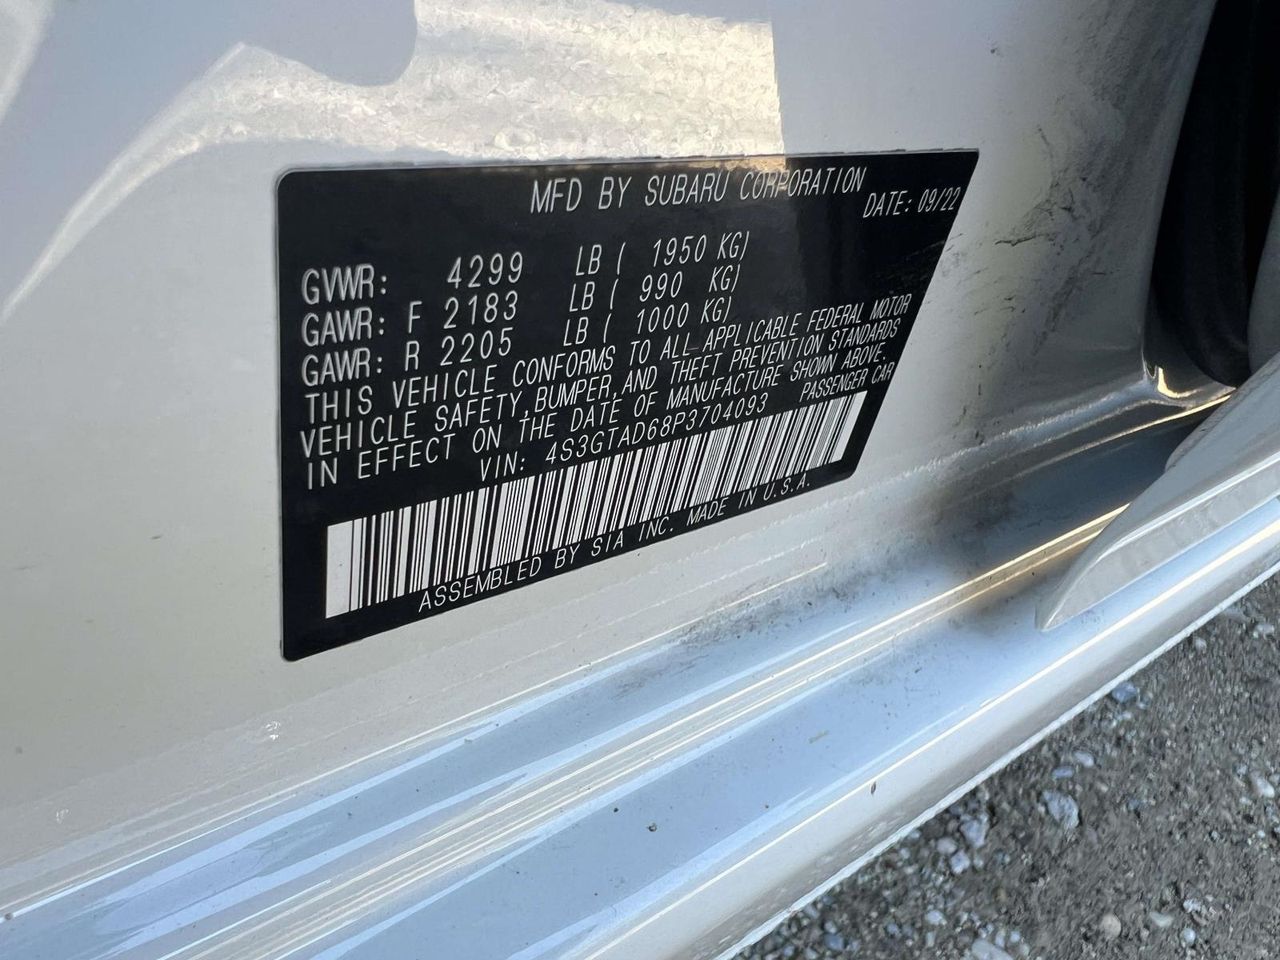 MFD BY SUBARU CORPORATION
DATE: 09/22
GVWR: 4299 LB ( 1950 KG)
GAWR: F 2183 LB ( 990 KG)
GAWR: R 2205 LB ( 1000 KG)
THIS VEHICLE CONFORMS TO ALL APPLICABLE FEDERAL MOTOR
VEHICLE SAFETY, BUMPER, AND THEFT PREVENTION STANDARDS
IN EFFECT ON THE DATE OF MANUFACTURE SHOWN ABOVE.
VIN: 4S3GTAD68P3704093 PASSENGER CAR
ASSEMBLED BY SIA INC. MADE IN U.S.A.